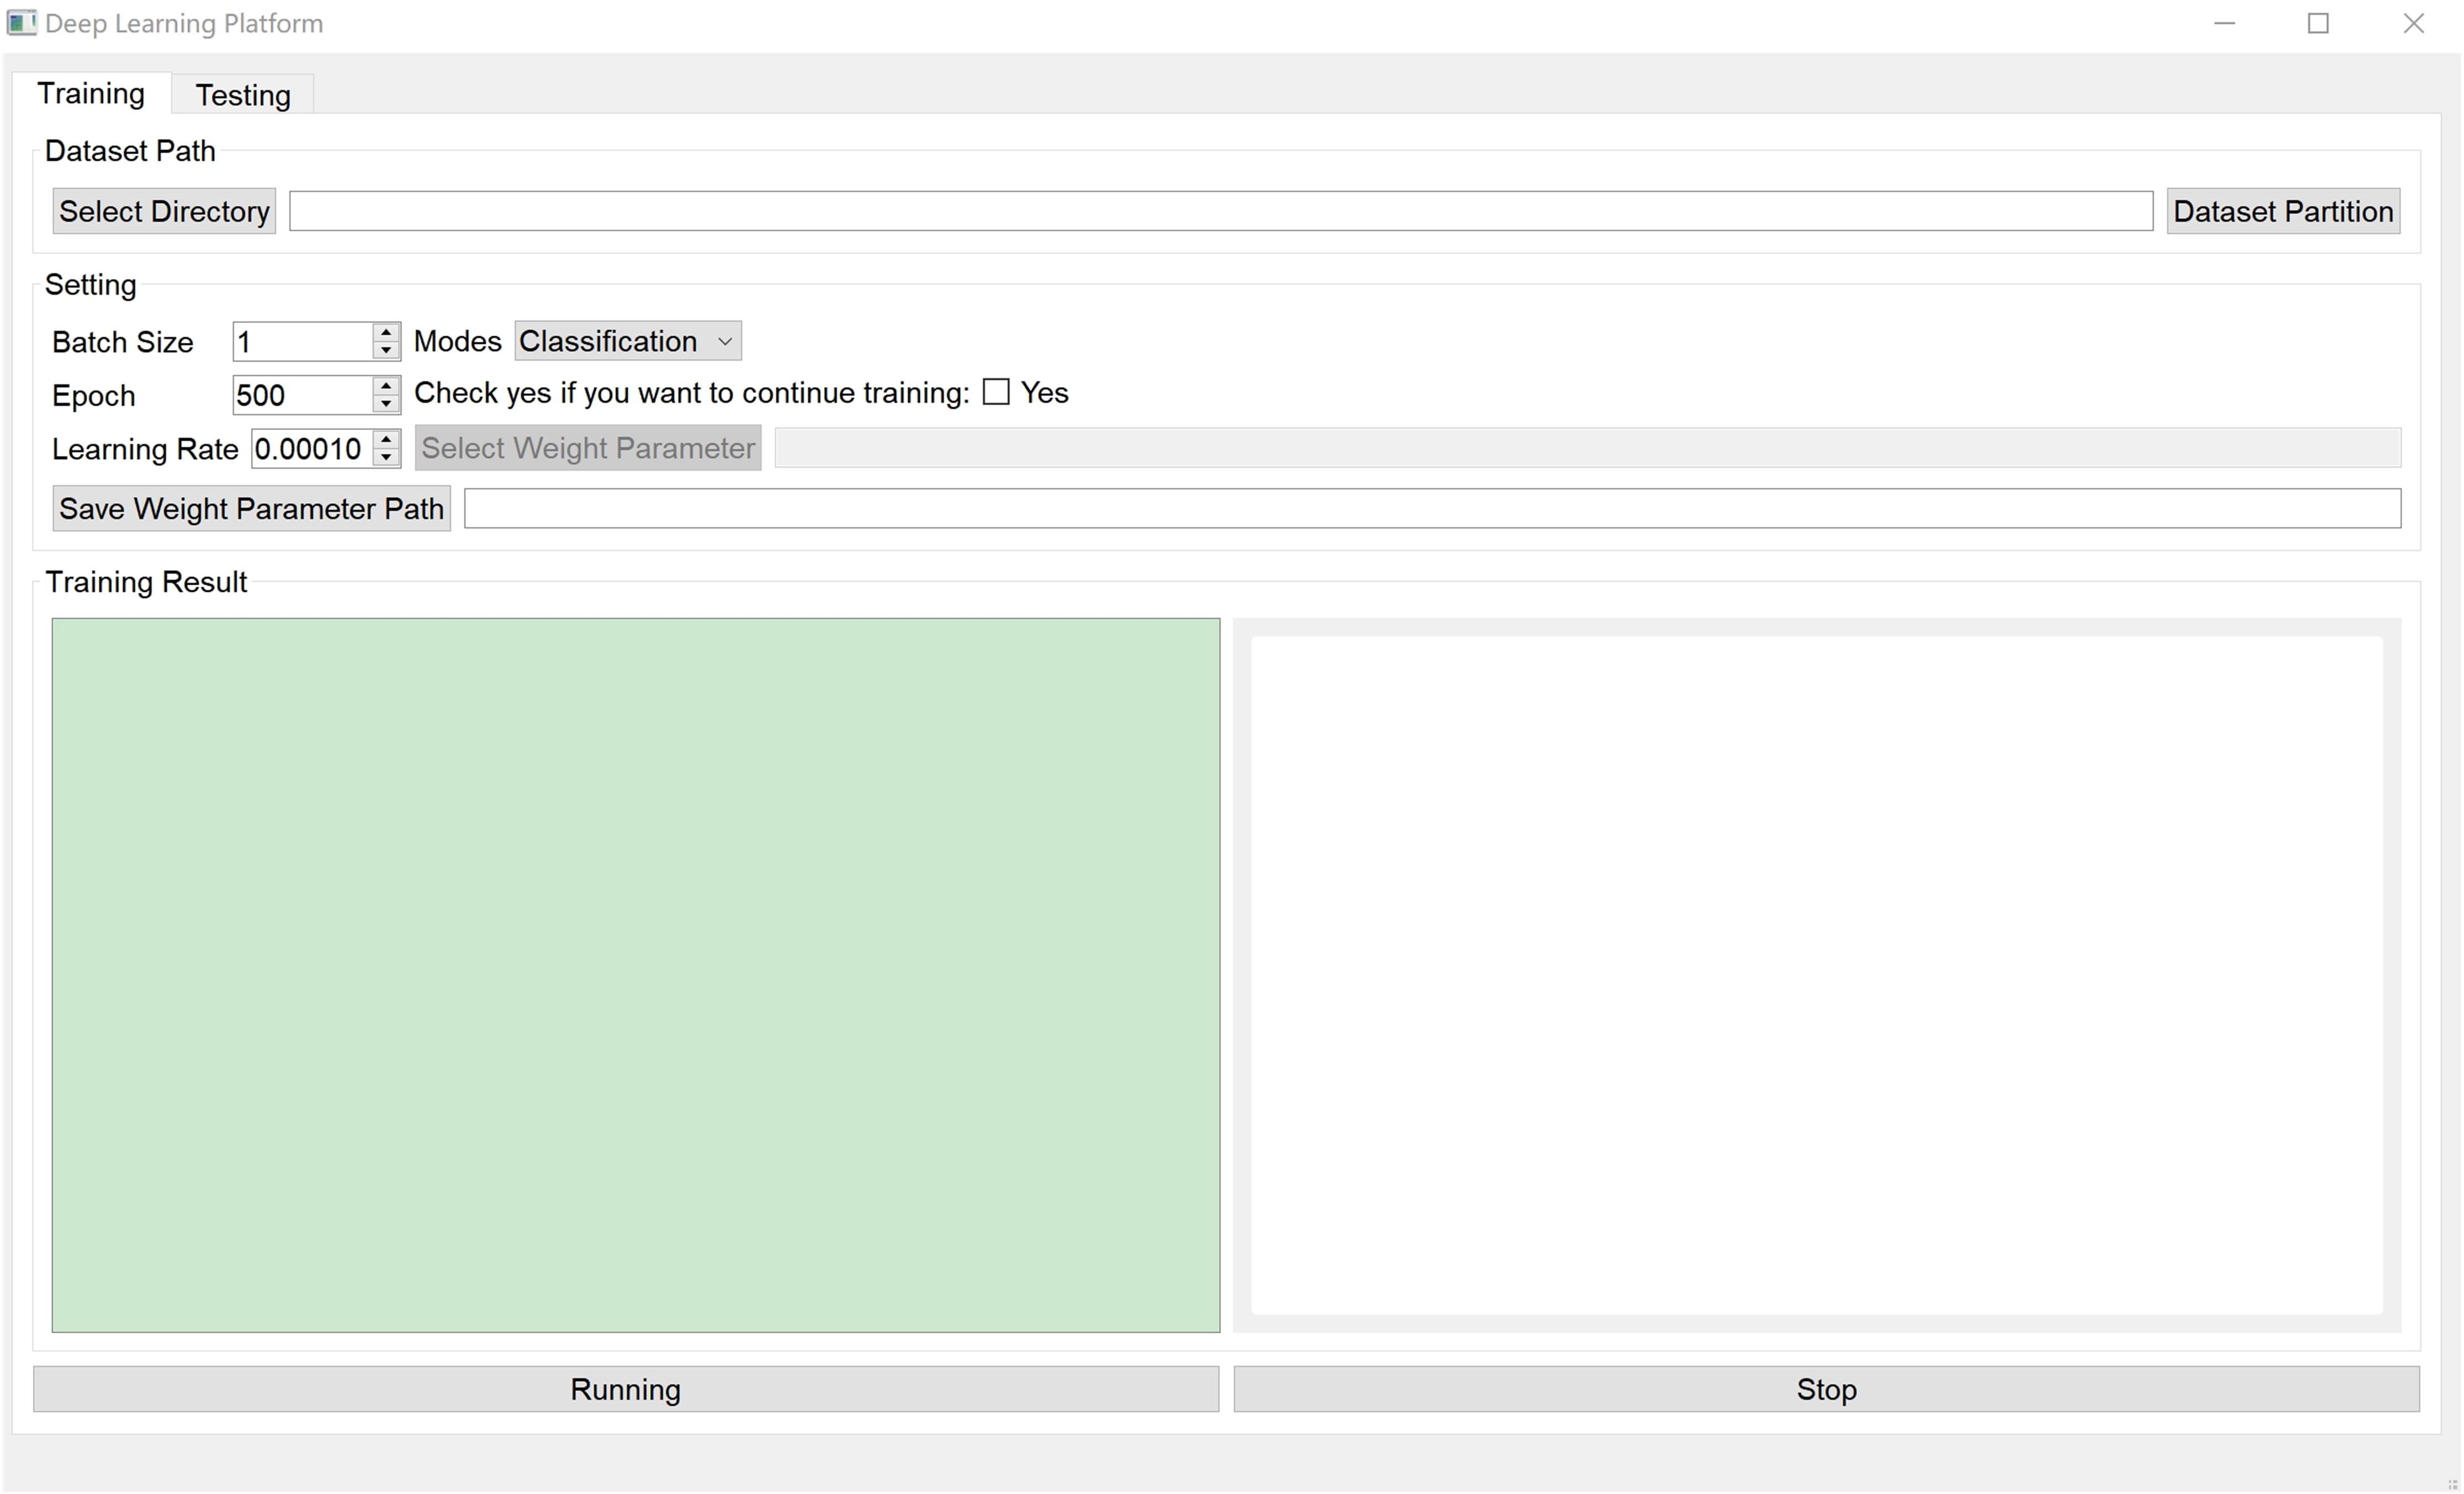 Deep Learning Platform
Training Testing
Dataset Path
Select Directory Dataset Partition
Setting
Batch Size 1 Modes Classification
Epoch 500 Check yes if you want to continue training: Yes
Learning Rate 0.00010 Select Weight Parameter
Save Weight Parameter Path
Training Result
Running Stop